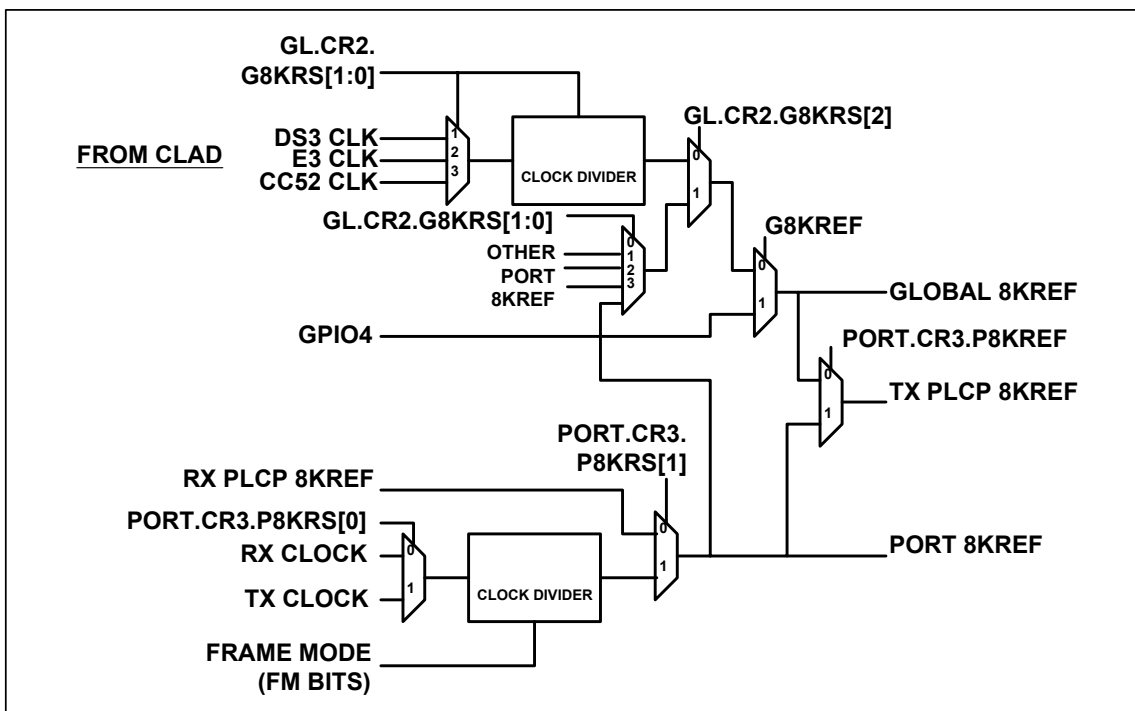 GL.CR2.
G8KRS[1:0]
FROM CLAD
DS3 CLK
E3 CLK
CC52 CLK
1
2
3
CLOCK DIVIDER
GL.CR2.G8KRS[2]
0
1
GL.CR2.G8KRS[1:0]
OTHER
PORT
8KREF
0
1
2
3
G8KREF
0
1
GPIO4
GLOBAL 8KREF
PORT.CR3.P8KREF
0
1
TX PLCP 8KREF
PORT.CR3.
P8KRS[1]
RX PLCP 8KREF
0
1
PORT 8KREF
PORT.CR3.P8KRS[0]
RX CLOCK
TX CLOCK
0
1
CLOCK DIVIDER
FRAME MODE
(FM BITS)